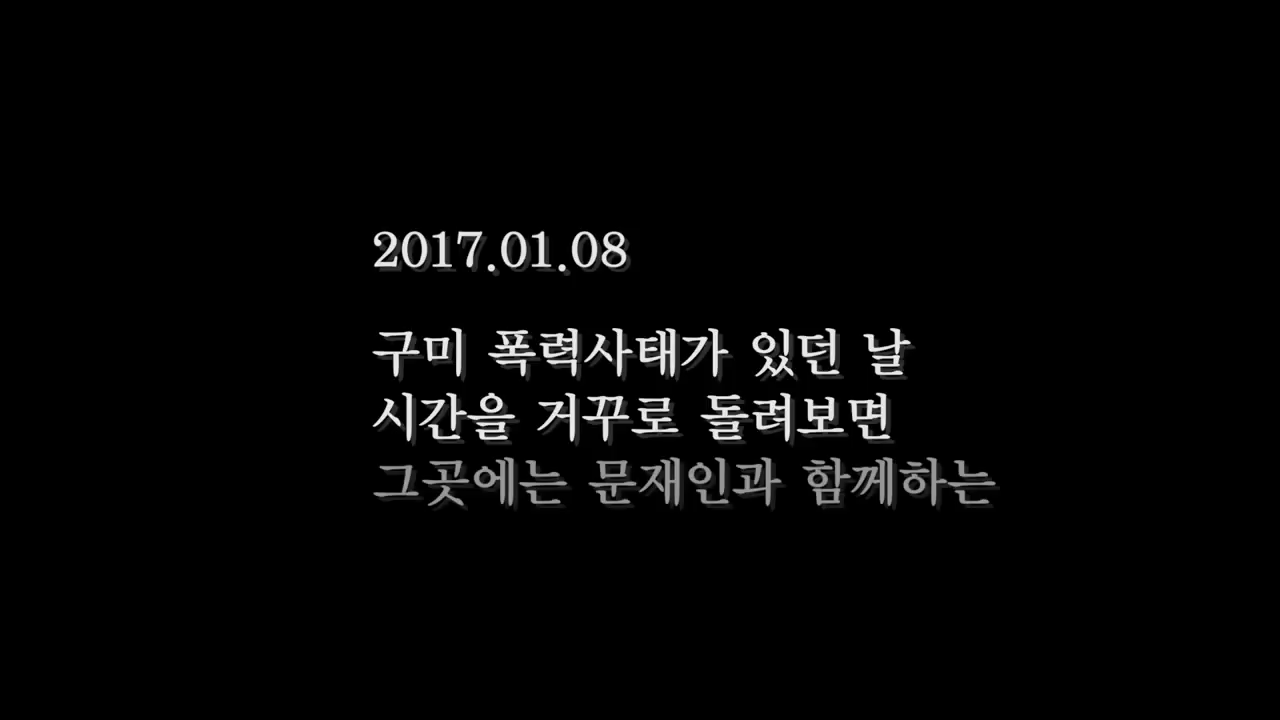 2017.01.08
구미 폭력사태가 있던 날
시간을 거꾸로 돌려보면
그곳에는 문재인과 함께하는